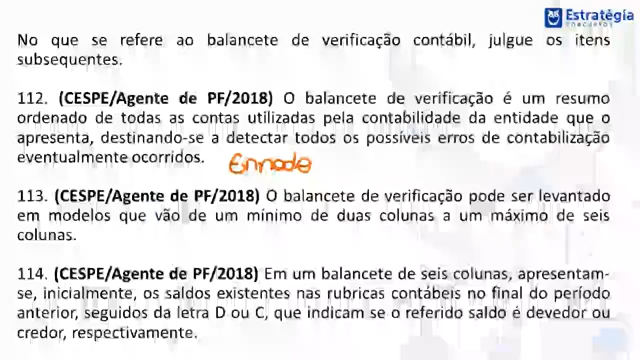 Estratégia
CONCURSOS
No que se refere ao balancete de verificação contábil, julgue os itens
subsequentes.
112. (CESPE/Agente de PF/2018) O balancete de verificação é um resumo
ordenado de todas as contas utilizadas pela contabilidade da entidade que o
apresenta, destinando-se a detectar todos os possíveis erros de contabilização
eventualmente ocorridos.
Errado
113. (CESPE/Agente de PF/2018) O balancete de verificação pode ser levantado
em modelos que vão de um mínimo de duas colunas a um máximo de seis
colunas.
114. (CESPE/Agente de PF/2018) Em um balancete de seis colunas, apresentam-
se, inicialmente, os saldos existentes nas rubricas contábeis no final do período
anterior, seguidos da letra D ou C, que indicam se o referido saldo é devedor ou
credor, respectivamente.